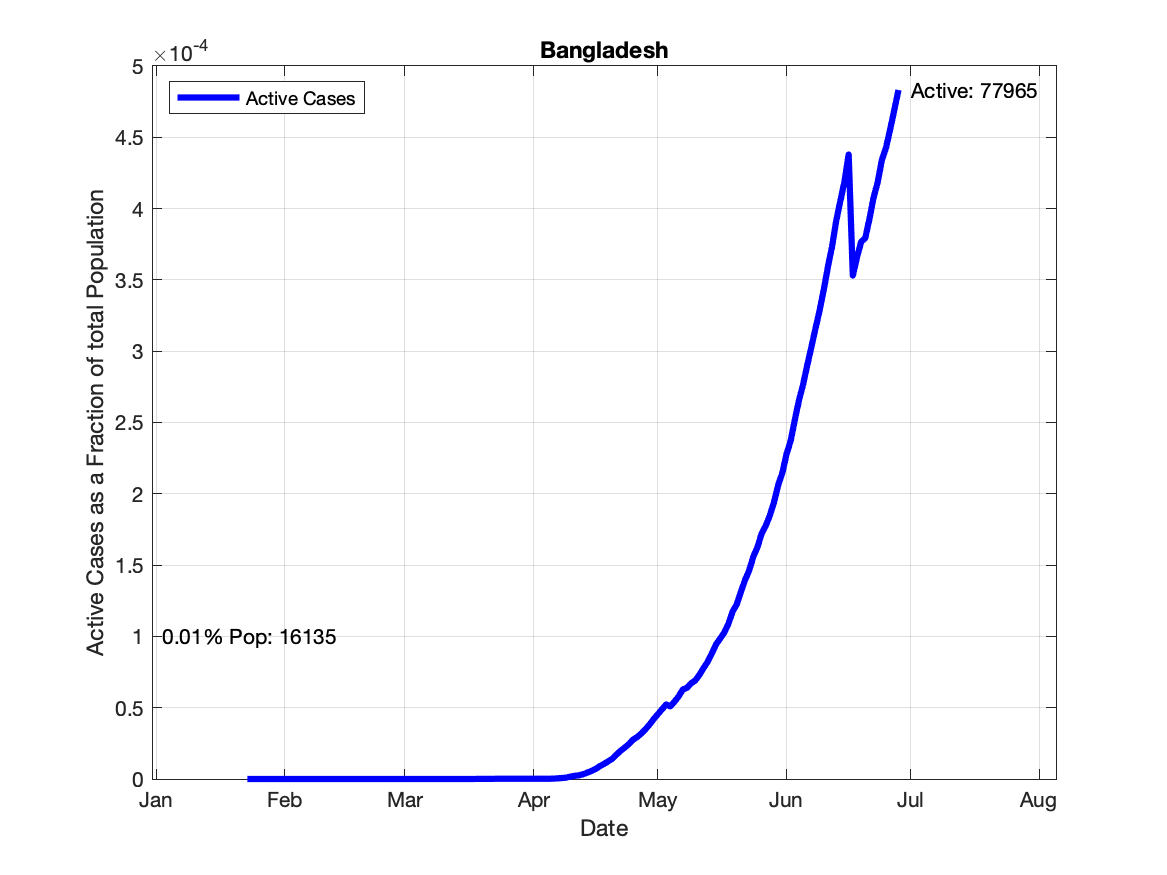 Bangladesh
×10-4
5
4.5
4
3.5
3
2.5
2
1.5
1
0.5
0
Active Cases as a Fraction of total Population
Active Cases
Active: 77965
0.01% Pop: 16135
Jan Feb Mar Apr May Jun Jul Aug
Date